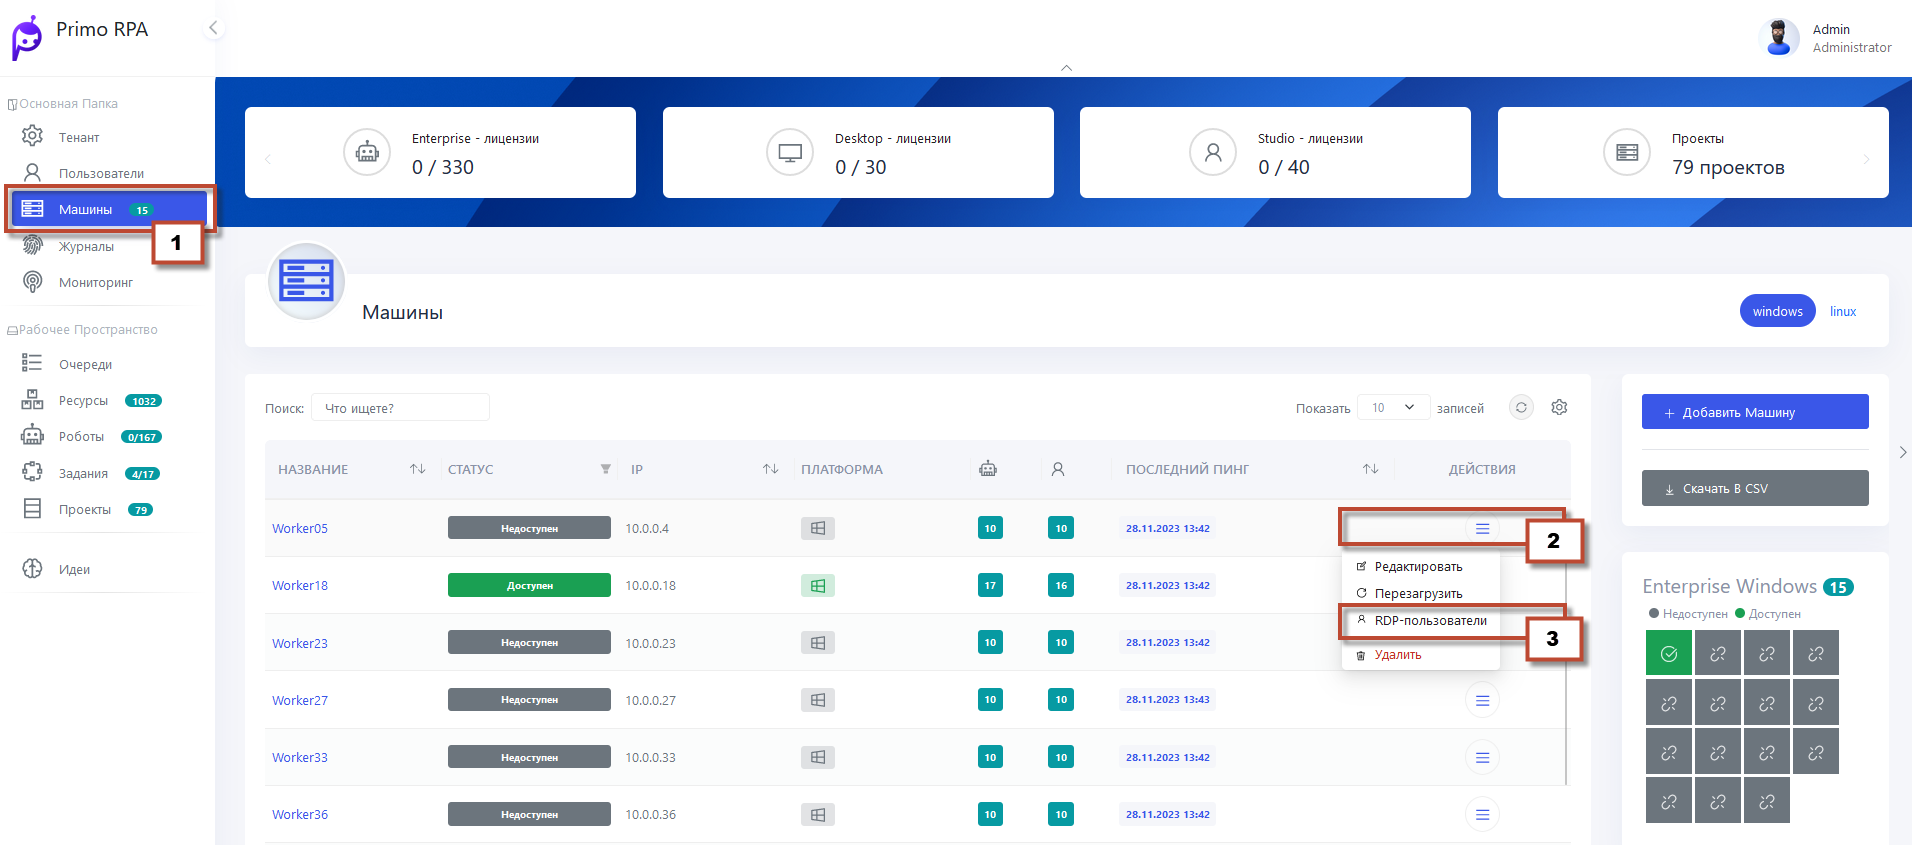 Primo RPA
Admin
Administrator
Основная Папка
Тенант
Пользователи
Машины 15
1
Журналы
Мониторинг
Рабочее Пространство
Очереди
Ресурсы 1032
Роботы 0/167
Задания 4/17
Проекты 79
Идеи
Enterprise - лицензии
0 / 330
Desktop - лицензии
0 / 30
Studio - лицензии
0 / 40
Проекты
79 проектов
Машины
windows linux
Поиск: Что ищете?
Показать 10 записей
НАЗВАНИЕ СТАТУС IP ПЛАТФОРМА ПОСЛЕДНИЙ ПИНГ ДЕЙСТВИЯ
Worker05 Недоступен 10.0.0.4 10 10 28.11.2023 13:42
2
Редактировать
Перезагрузить
RDP-пользователи
3
Удалить
Worker18 Доступен 10.0.0.18 17 16 28.11.2023 13:42
Worker23 Недоступен 10.0.0.23 10 10 28.11.2023 13:42
Worker27 Недоступен 10.0.0.27 10 10 28.11.2023 13:43
Worker33 Недоступен 10.0.0.33 10 10 28.11.2023 13:42
Worker36 Недоступен 10.0.0.36 10 10 28.11.2023 13:42
+ Добавить Машину
Скачать В CSV
Enterprise Windows 15
Недоступен Доступен